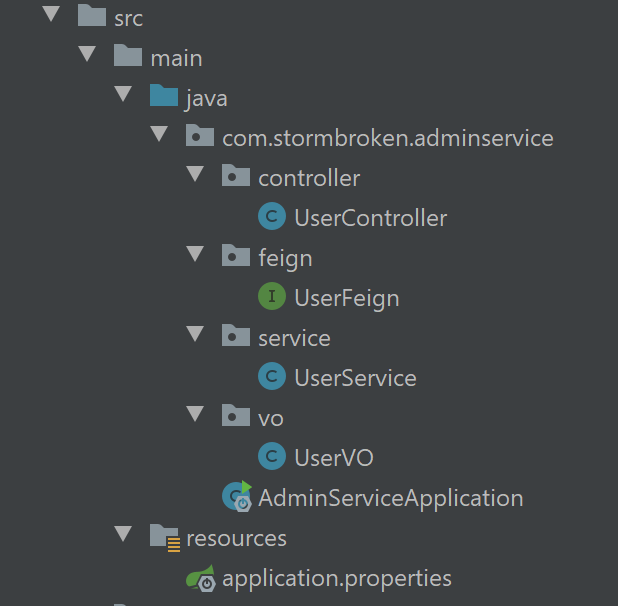 src
main
java
com.stormbroken.adminservice
controller
C UserController
feign
I UserFeign
service
C UserService
vo
C UserVO
C AdminServiceApplication
resources
application.properties